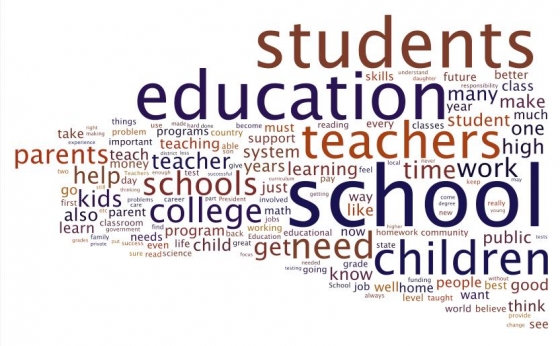 students
skills understand daughter future responsibility better
education many class
year make
things use made hard done become must reading every classes student much one
take right making problem programs country support teachers high
experience important teaching able son
parents teach money teacher give system years learning feel local never time work
two help day Teachers enough test successful curriculum pay keep may
go still schools just school
first kids thinking care part President involved getting way come really
also etc problems career math like degree new young
parent college jobs
learn classroom program back working educational now higher homework community public
government needs Education need state children tests
family even life child great get
grades private put success sure read science focus needed grade know funding people without best good
testing going School job well home business
always level taught want think
world believe provide
change see